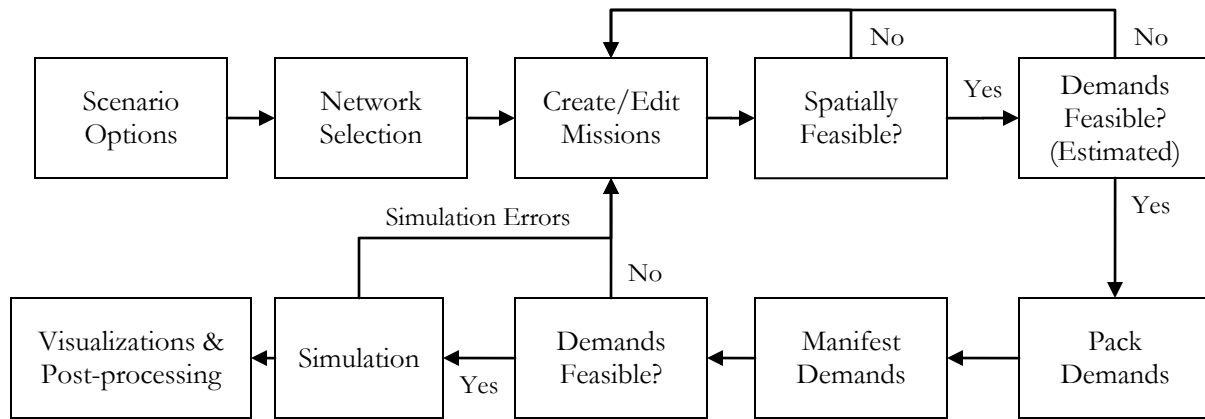 No
No
Scenario
Options
Network
Selection
Create/Edit
Missions
Spatially
Feasible?
Yes
Demands
Feasible?
(Estimated)
Simulation Errors
Yes
No
Visualizations &
Post-processing
Simulation
Yes
Demands
Feasible?
Manifest
Demands
Pack
Demands